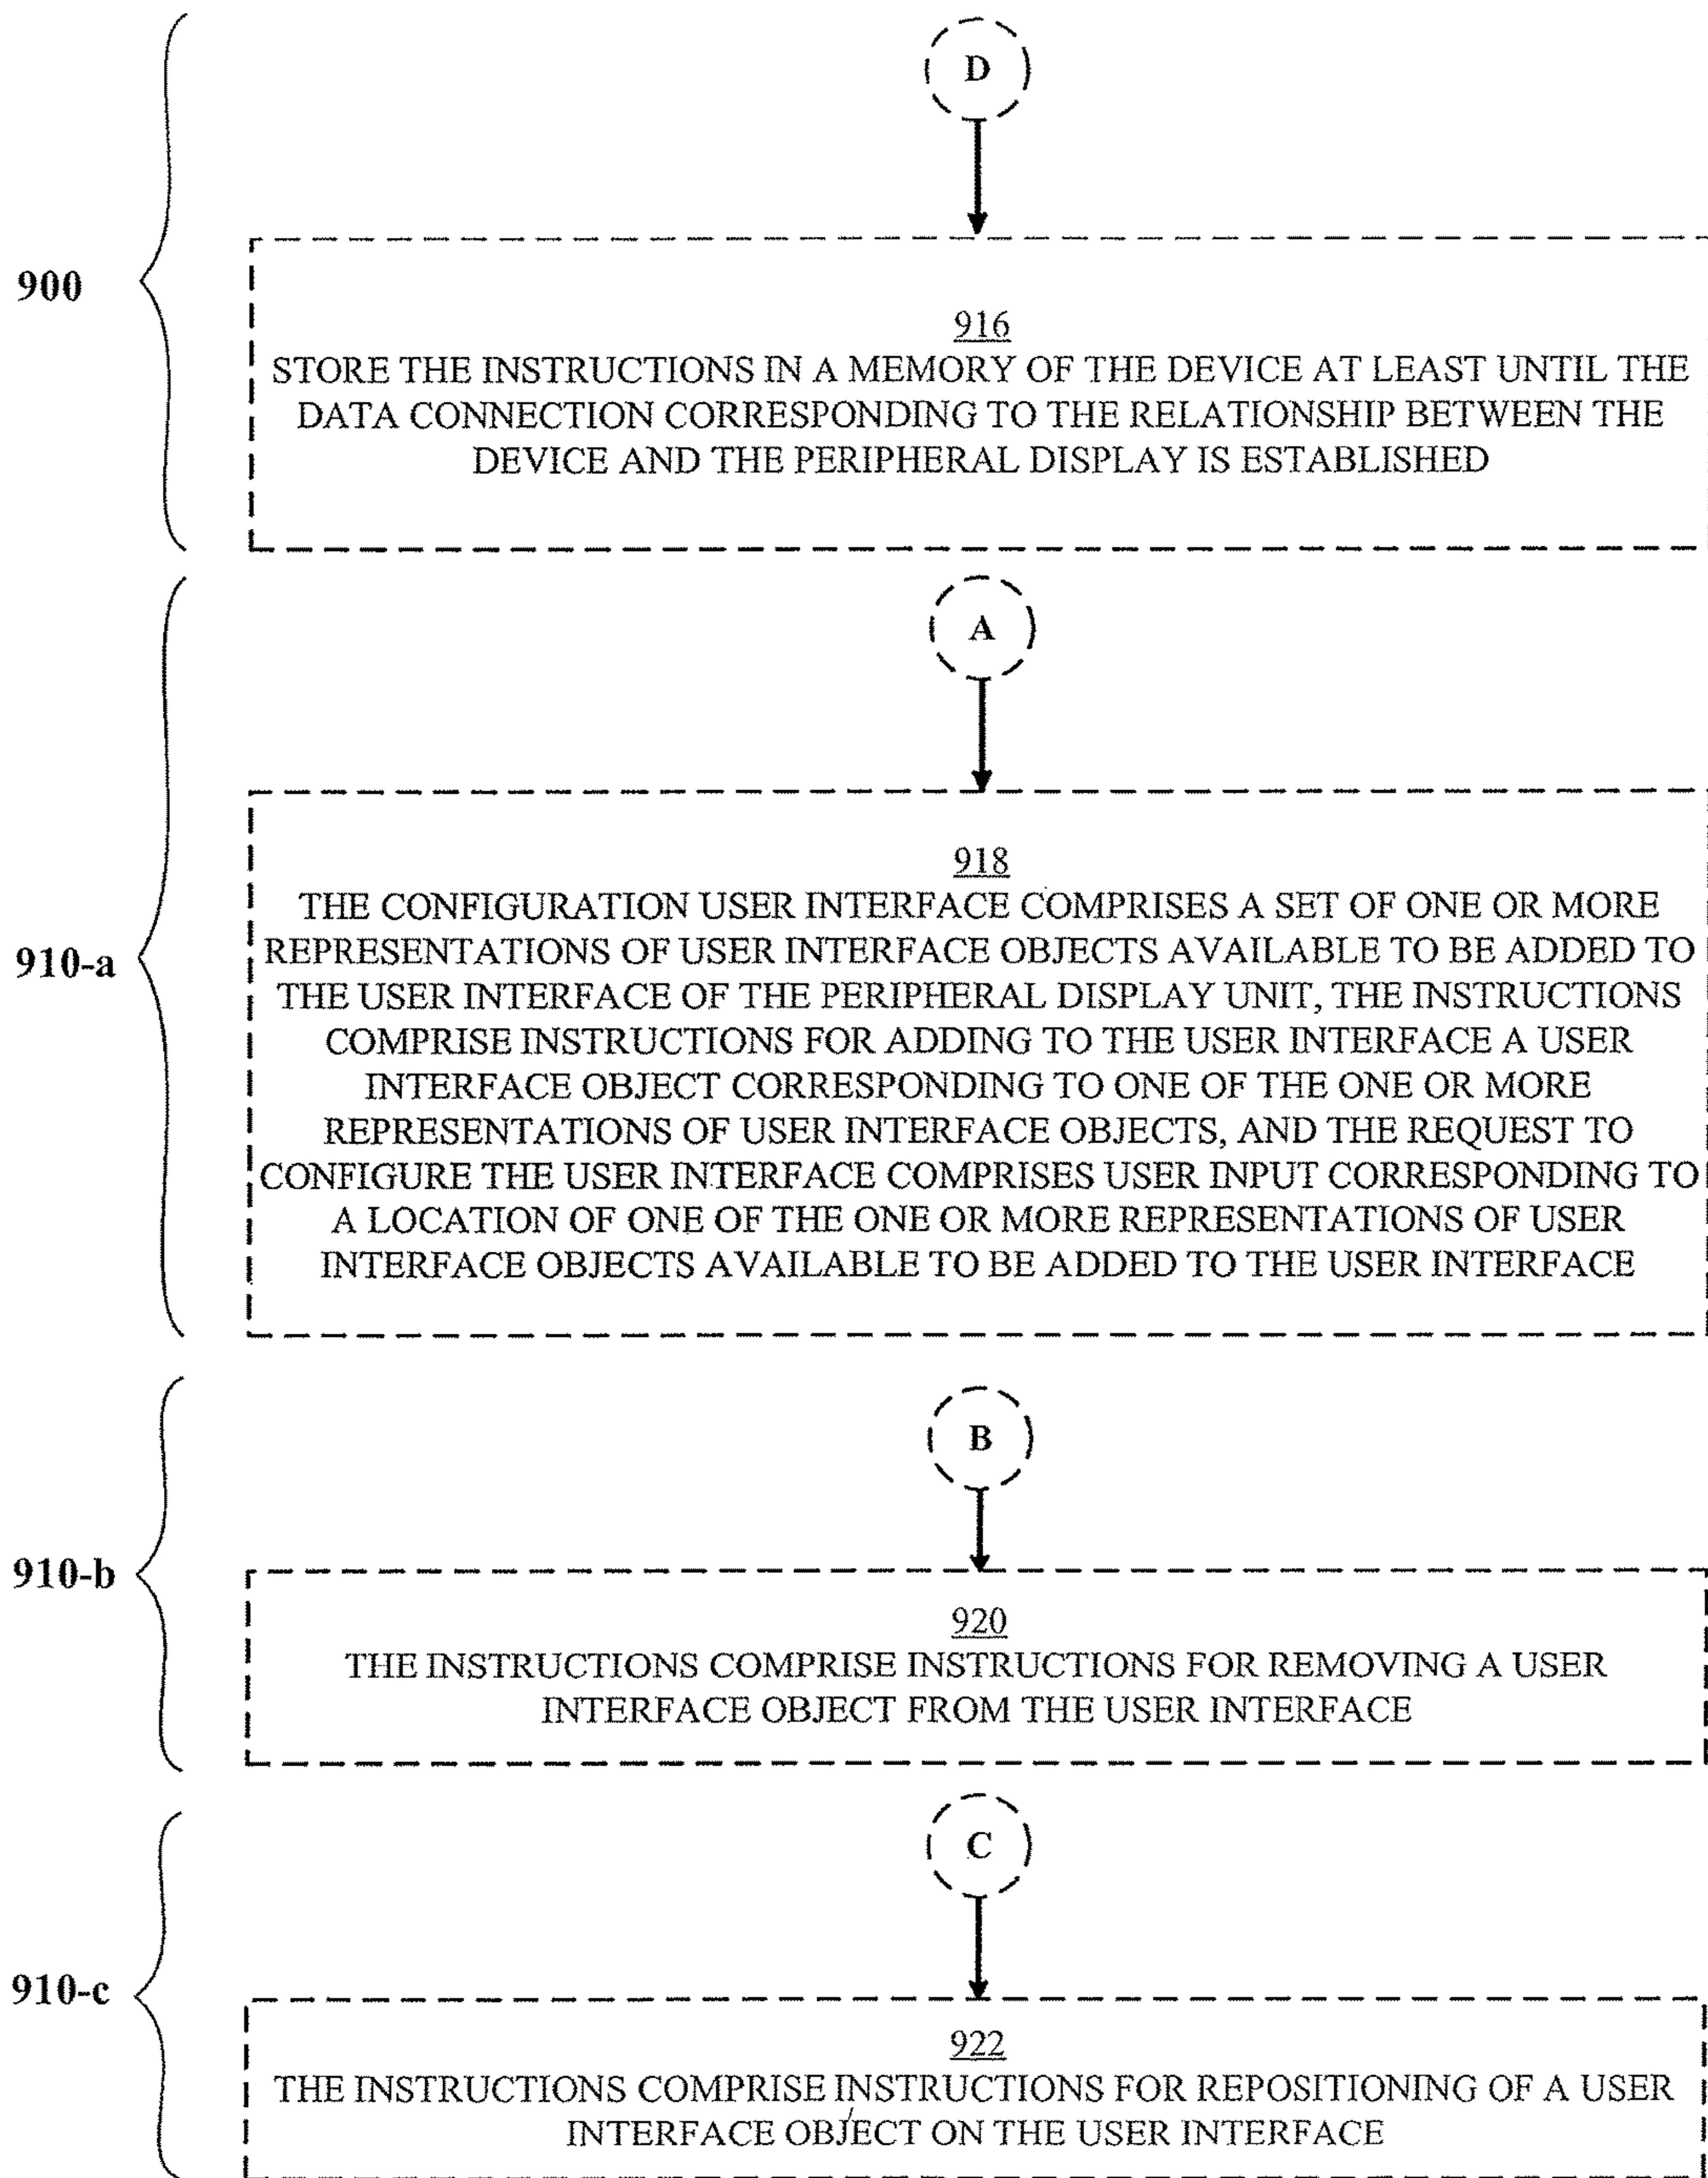 D
900
916
STORE THE INSTRUCTIONS IN A MEMORY OF THE DEVICE AT LEAST UNTIL THE
DATA CONNECTION CORRESPONDING TO THE RELATIONSHIP BETWEEN THE
DEVICE AND THE PERIPHERAL DISPLAY IS ESTABLISHED
A
910-a
918
THE CONFIGURATION USER INTERFACE COMPRISES A SET OF ONE OR MORE
REPRESENTATIONS OF USER INTERFACE OBJECTS AVAILABLE TO BE ADDED TO
THE USER INTERFACE OF THE PERIPHERAL DISPLAY UNIT, THE INSTRUCTIONS
COMPRISE INSTRUCTIONS FOR ADDING TO THE USER INTERFACE A USER
INTERFACE OBJECT CORRESPONDING TO ONE OF THE ONE OR MORE
REPRESENTATIONS OF USER INTERFACE OBJECTS, AND THE REQUEST TO
CONFIGURE THE USER INTERFACE COMPRISES USER INPUT CORRESPONDING TO
A LOCATION OF ONE OF THE ONE OR MORE REPRESENTATIONS OF USER
INTERFACE OBJECTS AVAILABLE TO BE ADDED TO THE USER INTERFACE
B
910-b
920
THE INSTRUCTIONS COMPRISE INSTRUCTIONS FOR REMOVING A USER
INTERFACE OBJECT FROM THE USER INTERFACE
C
910-c
922
THE INSTRUCTIONS COMPRISE INSTRUCTIONS FOR REPOSITIONING OF A USER
INTERFACE OBJECT ON THE USER INTERFACE